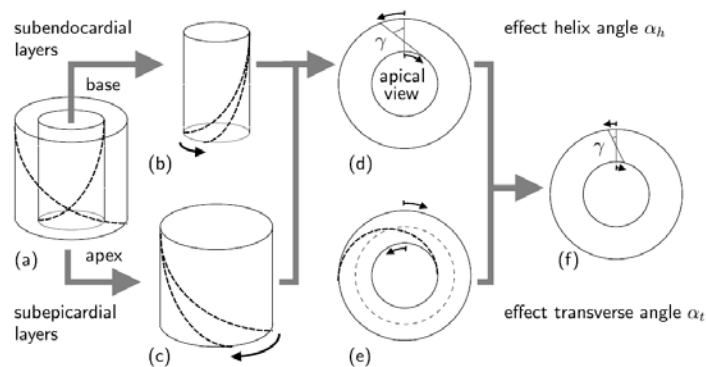 subendocardial
layers
base
(a)
apex
subepicardial
layers
(b)
(c)
γ
apical
view
(d)
(e)
effect helix angle αₕ
γ
(f)
effect transverse angle αₜ